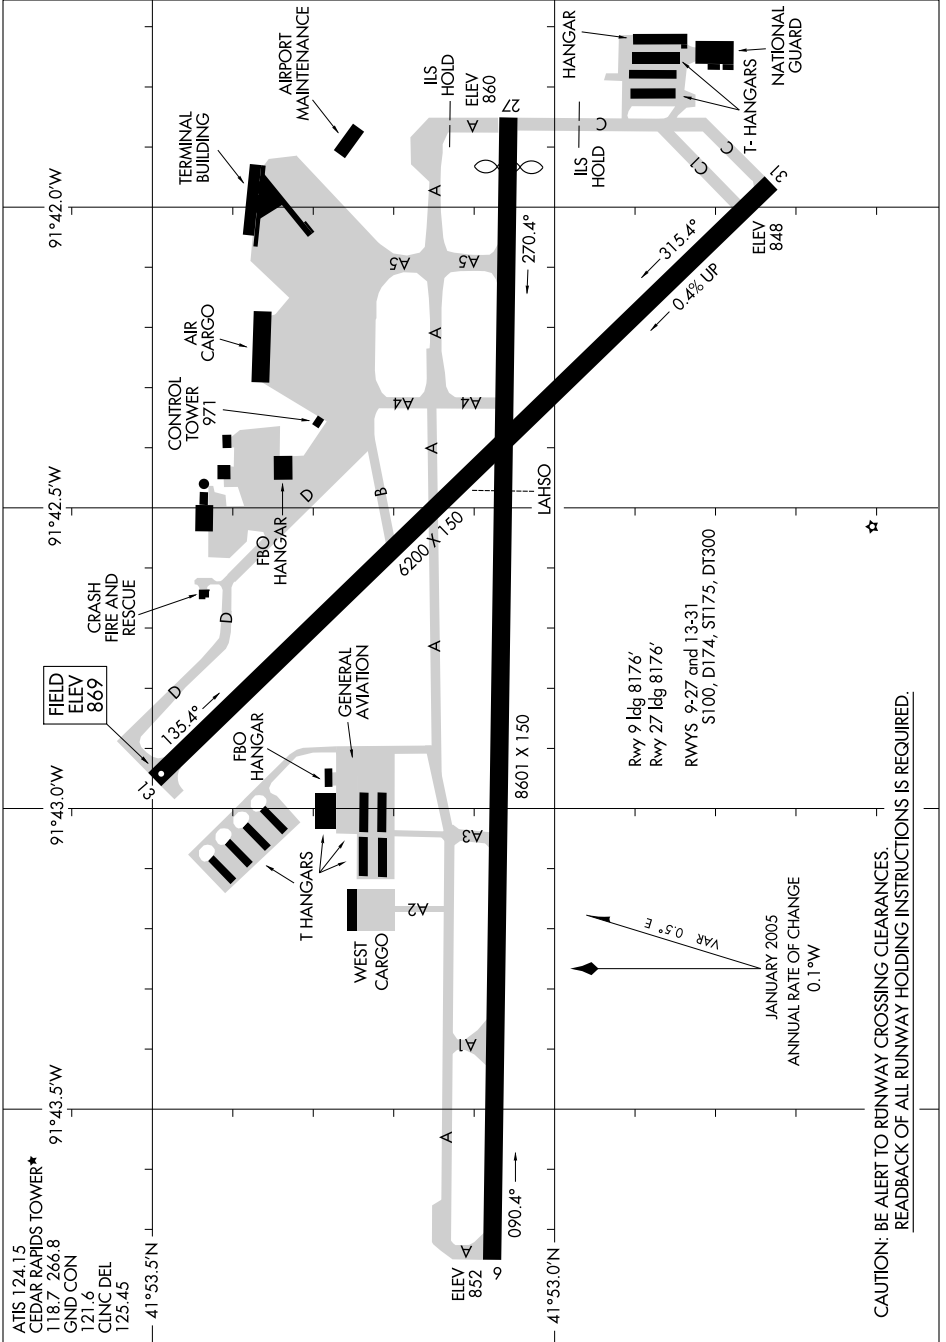 ATIS 124.15
CEDAR RAPIDS TOWER★
118.7 266.8
GND CON
121.6
CLNC DEL
125.45
91°43.5'W
91°43.0'W
91°42.5'W
91°42.0'W
41°53.5'N
41°53.0'N
FIELD
ELEV
869
CRASH
FIRE AND
RESCUE
CONTROL
TOWER
971
AIR
CARGO
TERMINAL
BUILDING
AIRPORT
MAINTENANCE
FBO
HANGAR
FBO
HANGAR
GENERAL
AVIATION
T HANGARS
WEST
CARGO
ILS
HOLD
ELEV
860
HANGAR
NATIONAL
GUARD
T- HANGARS
ILS
HOLD
ELEV
848
ELEV
852
13
135.4°
6200 X 150
31
315.4°
0.4% UP
9
090.4°
8601 X 150
27
270.4°
LAHSO
A
A
A1
A2
A3
A
A
A4
A4
A
A5
A5
A
A
B
C
C
C1
D
D
D
Rwy 9 ldg 8176'
Rwy 27 ldg 8176'
RWYS 9-27 and 13-31
S100, D174, ST175, DT300
VAR 0.5° E
JANUARY 2005
ANNUAL RATE OF CHANGE
0.1°W
CAUTION: BE ALERT TO RUNWAY CROSSING CLEARANCES.
READBACK OF ALL RUNWAY HOLDING INSTRUCTIONS IS REQUIRED.